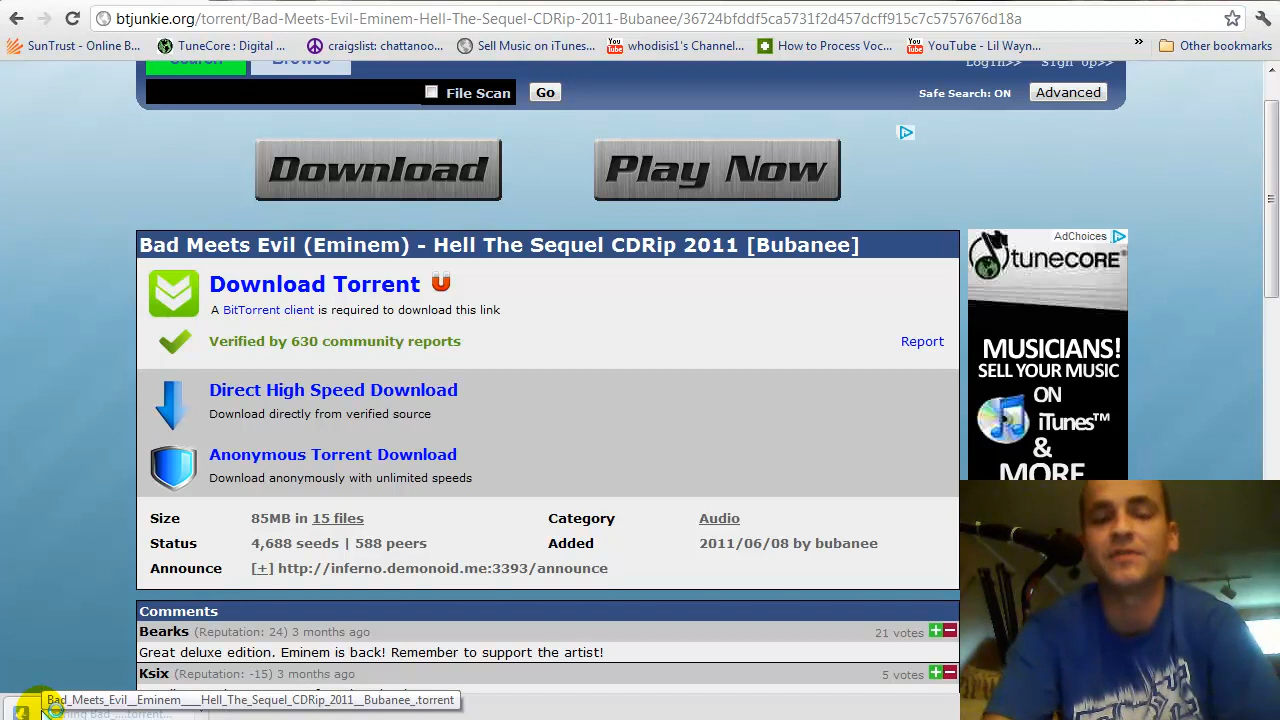 btjunkie.org/torrent/Bad-Meets-Evil-Eminem-Hell-The-Sequel-CDRip-2011-Bubanee/36724bfddf5c5731f2d457dcff915c7c5757676d18a
SunTrust - Online B... TuneCore : Digital ... craigslist: chattanoo... Sell Music on iTunes... whodisis1's Channel... How to Process Voc... YouTube - Lil Wayn... » Other bookmarks
Search Browse Login>> Sign Up>>
File Scan Go Safe Search: ON Advanced
Download Play Now
Bad Meets Evil (Eminem) - Hell The Sequel CDRip 2011 [Bubanee]
Download Torrent
A BitTorrent client is required to download this link
Verified by 630 community reports Report
Direct High Speed Download
Download directly from verified source
Anonymous Torrent Download
Download anonymously with unlimited speeds
Size 85MB in 15 files Category Audio
Status 4,688 seeds | 588 peers Added 2011/06/08 by bubanee
Announce [+] http://inferno.demonoid.me:3393/announce
AdChoices
TUNECORE
MUSICIANS!
SELL YOUR MUSIC
ON
iTunes™
&
MORE
Comments
Bearks (Reputation: 24) 3 months ago 21 votes
Great deluxe edition. Eminem is back! Remember to support the artist!
Ksix (Reputation: -15) 3 months ago 5 votes
Bad_Meets_Evil__Eminem____Hell_The_Sequel_CDRip_2011__Bubanee_.torrent